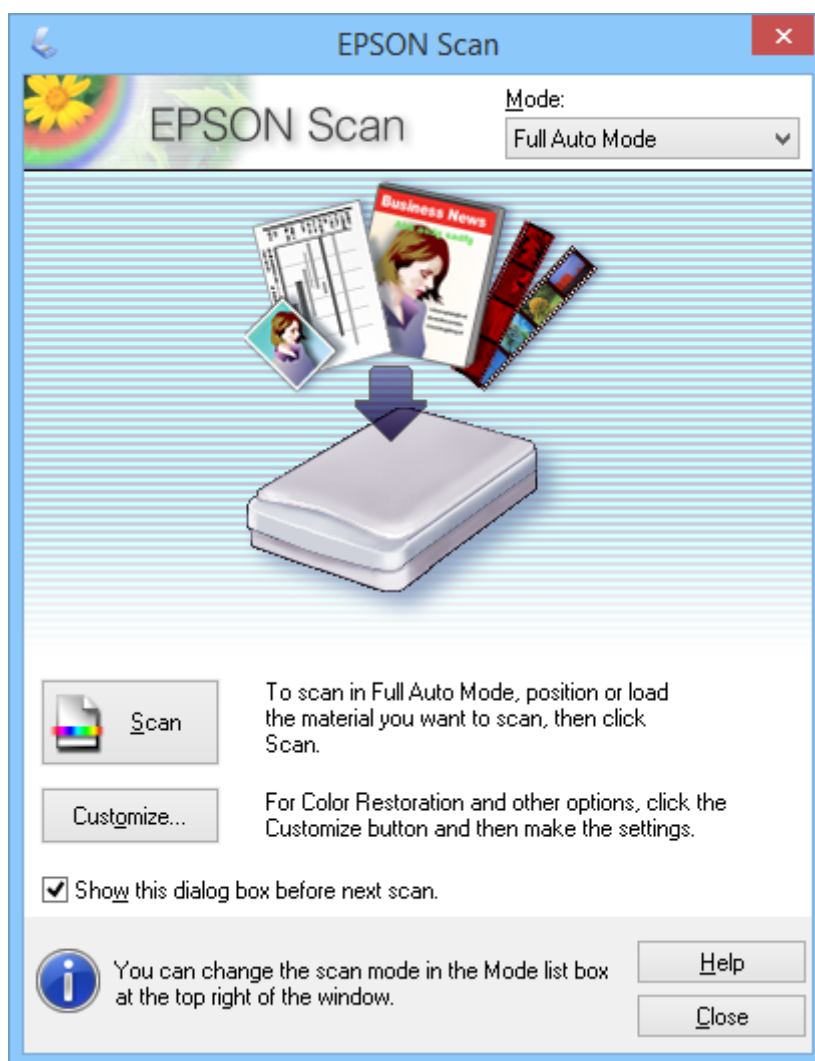 EPSON Scan
EPSON Scan
Mode:
Full Auto Mode
Business News
Scan
To scan in Full Auto Mode, position or load
the material you want to scan, then click
Scan.
Customize...
For Color Restoration and other options, click the
Customize button and then make the settings.
Show this dialog box before next scan.
You can change the scan mode in the Mode list box
at the top right of the window.
Help
Close